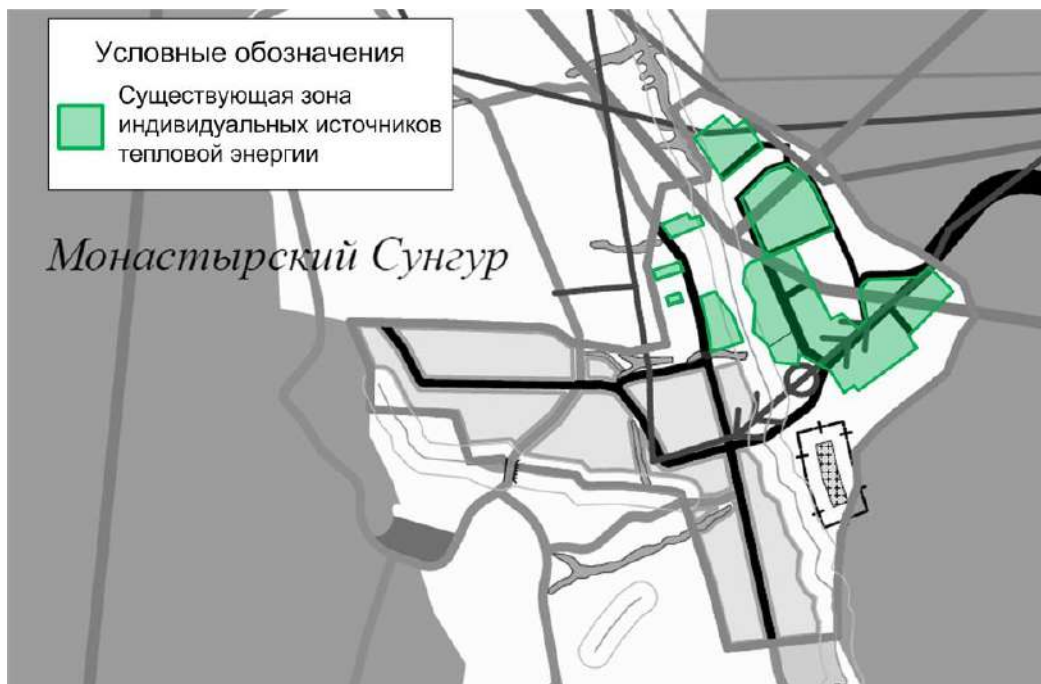 Условные обозначения
Существующая зона
индивидуальных источников
тепловой энергии
Монастырский Сунгур